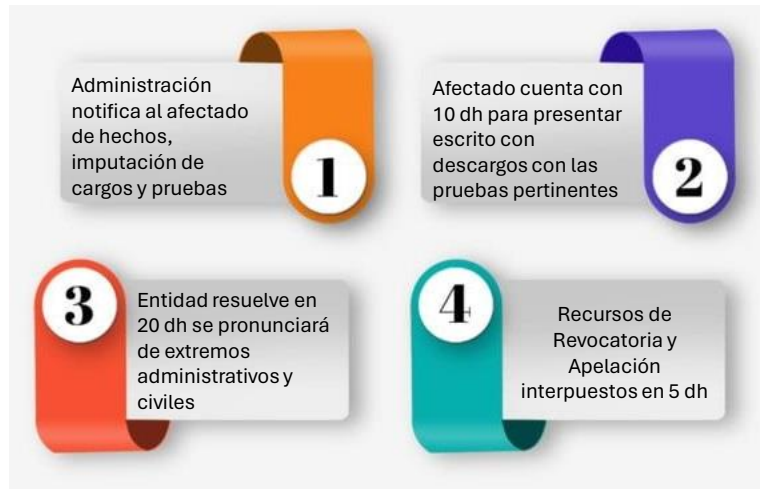 Administración
notifica al afectado
de hechos,
imputación de
cargos y pruebas
1
Afectado cuenta con
10 dh para presentar
escrito con
descargos con las
pruebas pertinentes
2
3
Entidad resuelve en
20 dh se pronunciará
de extremos
administrativos y
civiles
4
Recursos de
Revocatoria y
Apelación
interpuestos en 5 dh